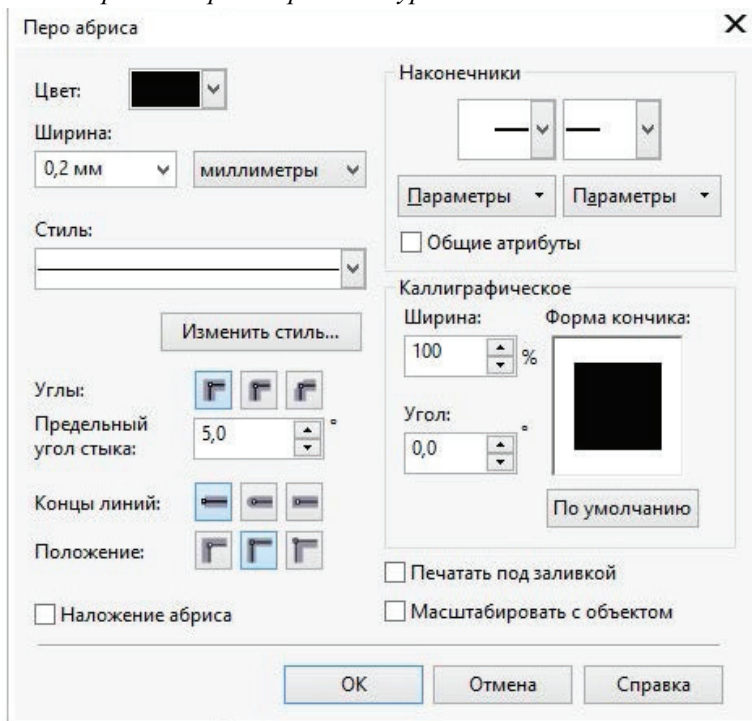 Перо абриса
Цвет:
Ширина:
0,2 мм
миллиметры
Стиль:
Изменить стиль...
Углы:
Предельный
угол стыка:
5,0
°
Концы линий:
Положение:
Наложение абриса
Наконечники
Параметры
Параметры
Общие атрибуты
Каллиграфическое
Ширина:
Форма кончика:
100
%
Угол:
0,0
°
По умолчанию
Печатать под заливкой
Масштабировать с объектом
OK
Отмена
Справка